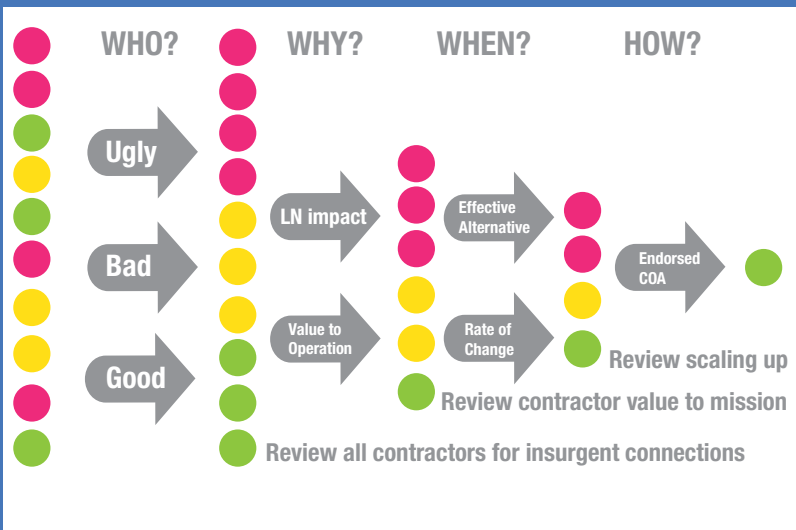 WHO?
WHY?
WHEN?
HOW?
Ugly
Bad
Good
LN impact
Value to
Operation
Effective
Alternative
Rate of
Change
Endorsed
COA
Review scaling up
Review contractor value to mission
Review all contractors for insurgent connections